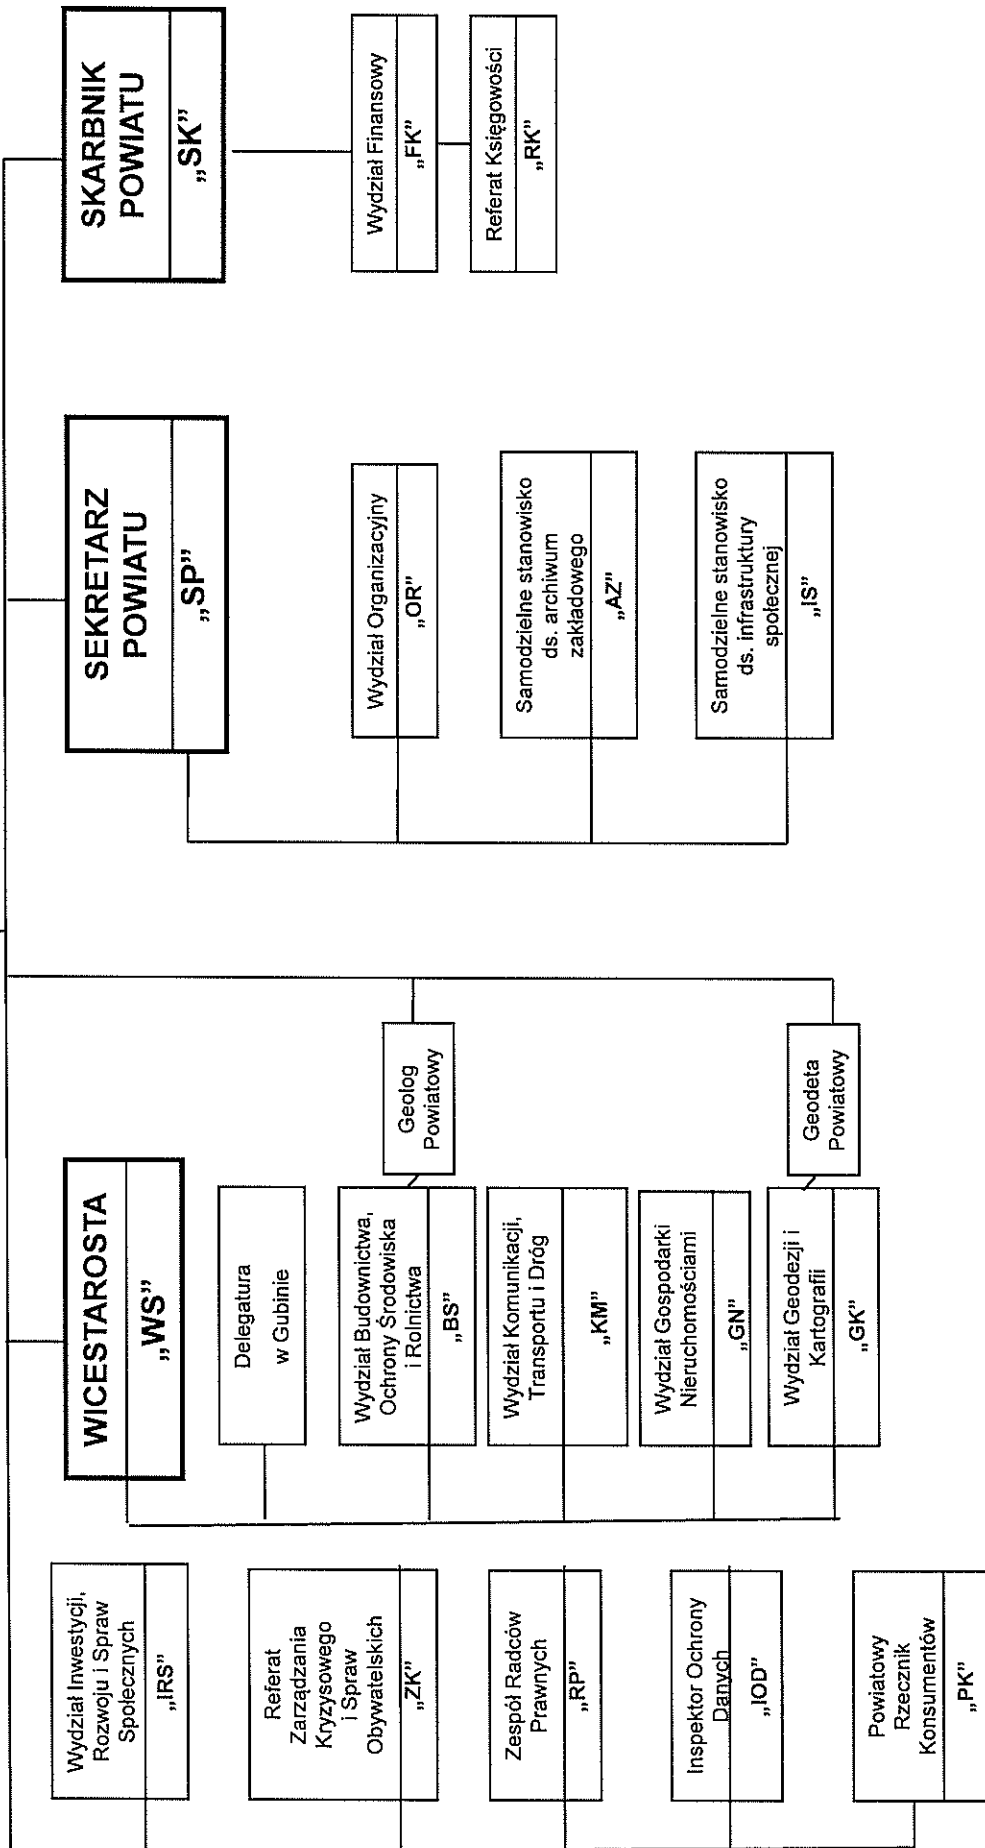 Wydział Inwestycji,
Rozwoju i Spraw
Społecznych
„IRS”
Referat
Zarządzania
Kryzysowego
i Spraw
Obywatelskich
„ZK”
Zespół Radców
Prawnych
„RP”
Inspektor Ochrony
Danych
„IOD”
Powiatowy
Rzecznik
Konsumentów
„PK”
WICESTAROSTA
„WS”
Delegatura
w Gubinie
Wydział Budownictwa,
Ochrony Środowiska
i Rolnictwa
„BS”
Geolog
Powiatowy
Wydział Komunikacji,
Transportu i Dróg
„KM”
Wydział Gospodarki
Nieruchomościami
„GN”
Wydział Geodezji i
Kartografii
„GK”
Geodeta
Powiatowy
SEKRETARZ
POWIATU
„SP”
Wydział Organizacyjny
„OR”
Samodzielne stanowisko
ds. archiwum
zakładowego
„AZ”
Samodzielne stanowisko
ds. infrastruktury
społecznej
„IS”
SKARBNIK
POWIATU
„SK”
Wydział Finansowy
„FK”
Referat Księgowości
„RK”